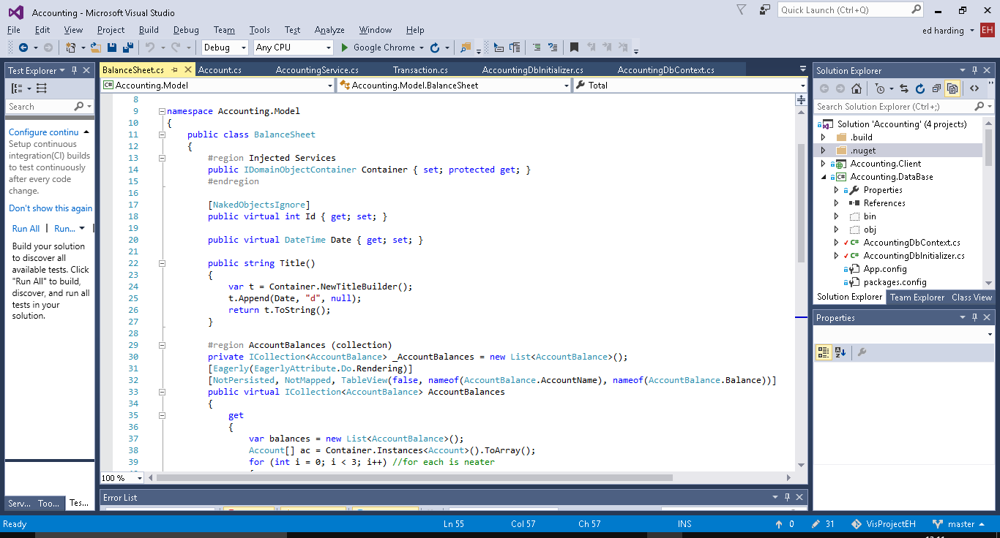 Accounting - Microsoft Visual Studio
Quick Launch (Ctrl+Q)
File Edit View Project Build Debug Team Tools Test Analyze Window Help
ed harding EH
Debug Any CPU Google Chrome
Test Explorer
Search
Configure continu
Setup continuous
integration(CI) builds
to test continuously
after every code
change.
Don't show this again
Run All | Run...
Build your solution
to discover all
available tests. Click
"Run All" to build,
discover, and run all
tests in your
solution.
Serv... Too... Tes...
BalanceSheet.cs Account.cs AccountingService.cs Transaction.cs AccountingDbInitializer.cs AccountingDbContext.cs
Accounting.Model Accounting.Model.BalanceSheet Total
8
9 namespace Accounting.Model
10 {
11 public class BalanceSheet
12 {
13 #region Injected Services
14 public IDomainObjectContainer Container { set; protected get; }
15 #endregion
16
17 [NakedObjectsIgnore]
18 public virtual int Id { get; set; }
19
20 public virtual DateTime Date { get; set; }
21
22 public string Title()
23 {
24 var t = Container.NewTitleBuilder();
25 t.Append(Date, "d", null);
26 return t.ToString();
27 }
28
29 #region AccountBalances (collection)
30 private ICollection<AccountBalance> _AccountBalances = new List<AccountBalance>();
31 [Eagerly(EagerlyAttribute.Do.Rendering)]
32 [NotPersisted, NotMapped, TableView(false, nameof(AccountBalance.AccountName), nameof(AccountBalance.Balance))]
33 public virtual ICollection<AccountBalance> AccountBalances
34 {
35 get
36 {
37 var balances = new List<AccountBalance>();
38 Account[] ac = Container.Instances<Account>().ToArray();
39 for (int i = 0; i < 3; i++) //for each is neater
100 %
Error List
Solution Explorer
Search Solution Explorer (Ctrl+;)
Solution 'Accounting' (4 projects)
.build
.nuget
Accounting.Client
Accounting.DataBase
Properties
References
bin
obj
AccountingDbContext.cs
AccountingDbInitializer.cs
App.config
packages.config
Solution Explorer Team Explorer Class View
Properties
Ready Ln 55 Col 57 Ch 57 INS 0 31 VisProjectEH master